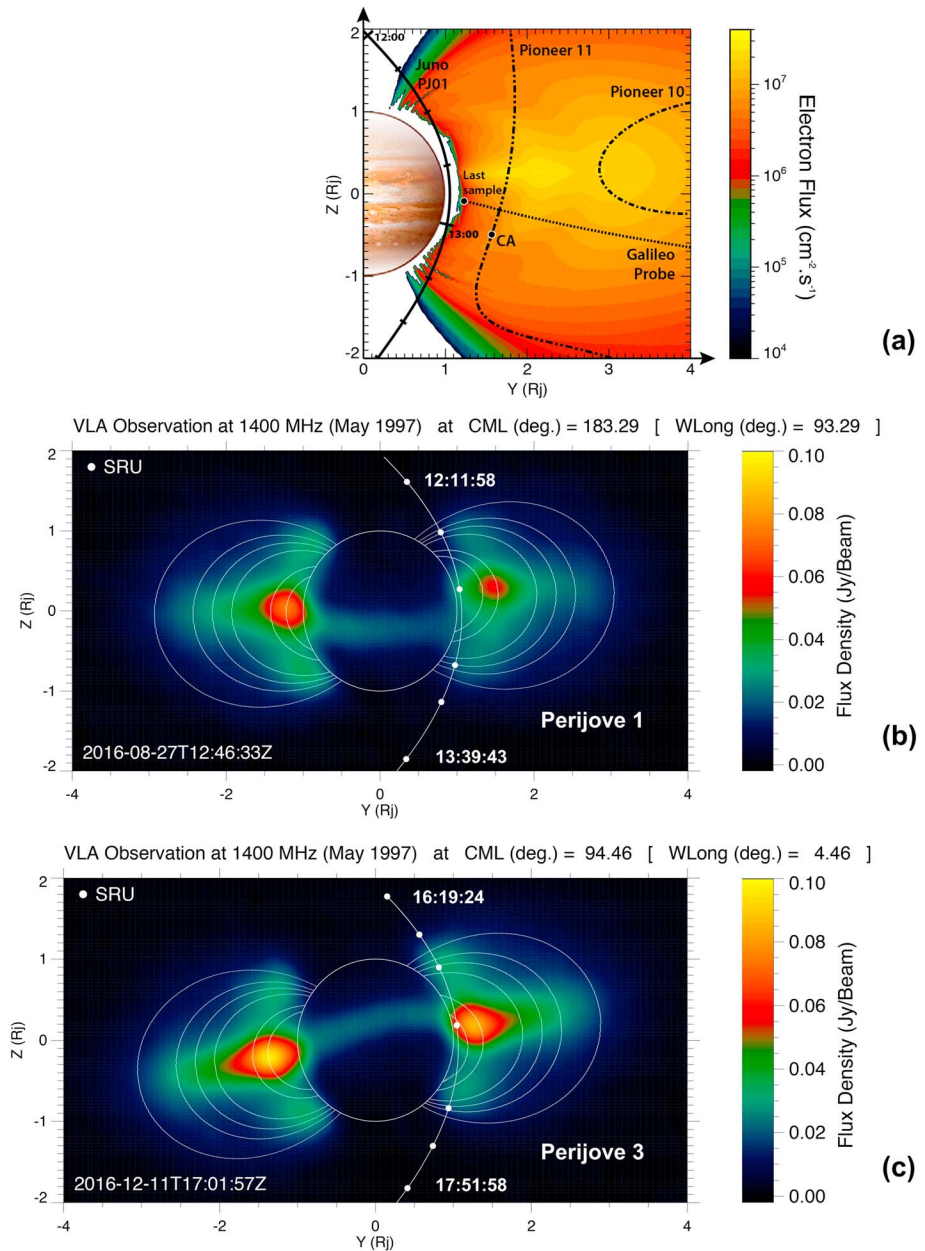 2
12:00
Juno
PJ01
Pioneer 11
Pioneer 10
1
Z (Rj)
0
Last
sample
13:00
CA
Galileo
Probe
-1
-2
0 1 2 3 4
Y (Rj)
10⁷
10⁶
10⁵
10⁴
Electron Flux (cm⁻².s⁻¹)
(a)
VLA Observation at 1400 MHz (May 1997) at CML (deg.) = 183.29 [ WLong (deg.) = 93.29 ]
2
SRU
12:11:58
1
Z (Rj)
0
-1
Perijove 1
2016-08-27T12:46:33Z
13:39:43
-2
-4 -2 0 2 4
Y (Rj)
0.10
0.08
0.06
0.04
0.02
0.00
Flux Density (Jy/Beam)
(b)
VLA Observation at 1400 MHz (May 1997) at CML (deg.) = 94.46 [ WLong (deg.) = 4.46 ]
2
SRU
16:19:24
1
Z (Rj)
0
-1
Perijove 3
2016-12-11T17:01:57Z
17:51:58
-2
-4 -2 0 2 4
Y (Rj)
0.10
0.08
0.06
0.04
0.02
0.00
Flux Density (Jy/Beam)
(c)